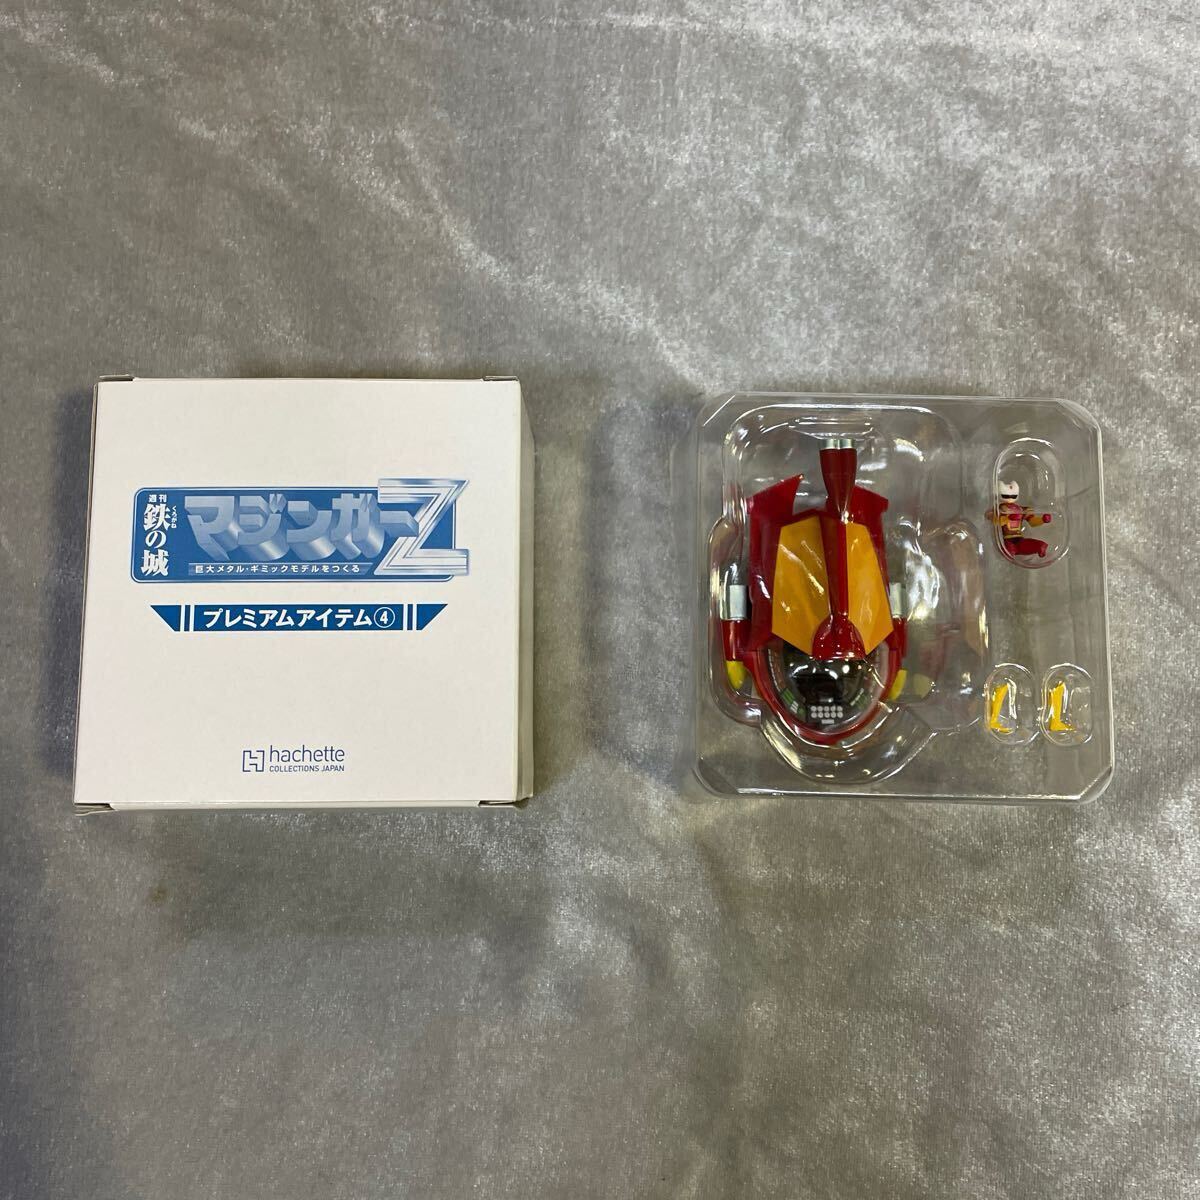 週刊
鉄の城
くろがね
マジンガーZ
巨大メタル・ギミックモデルをつくる
プレミアムアイテム④
hachette
COLLECTIONS JAPAN